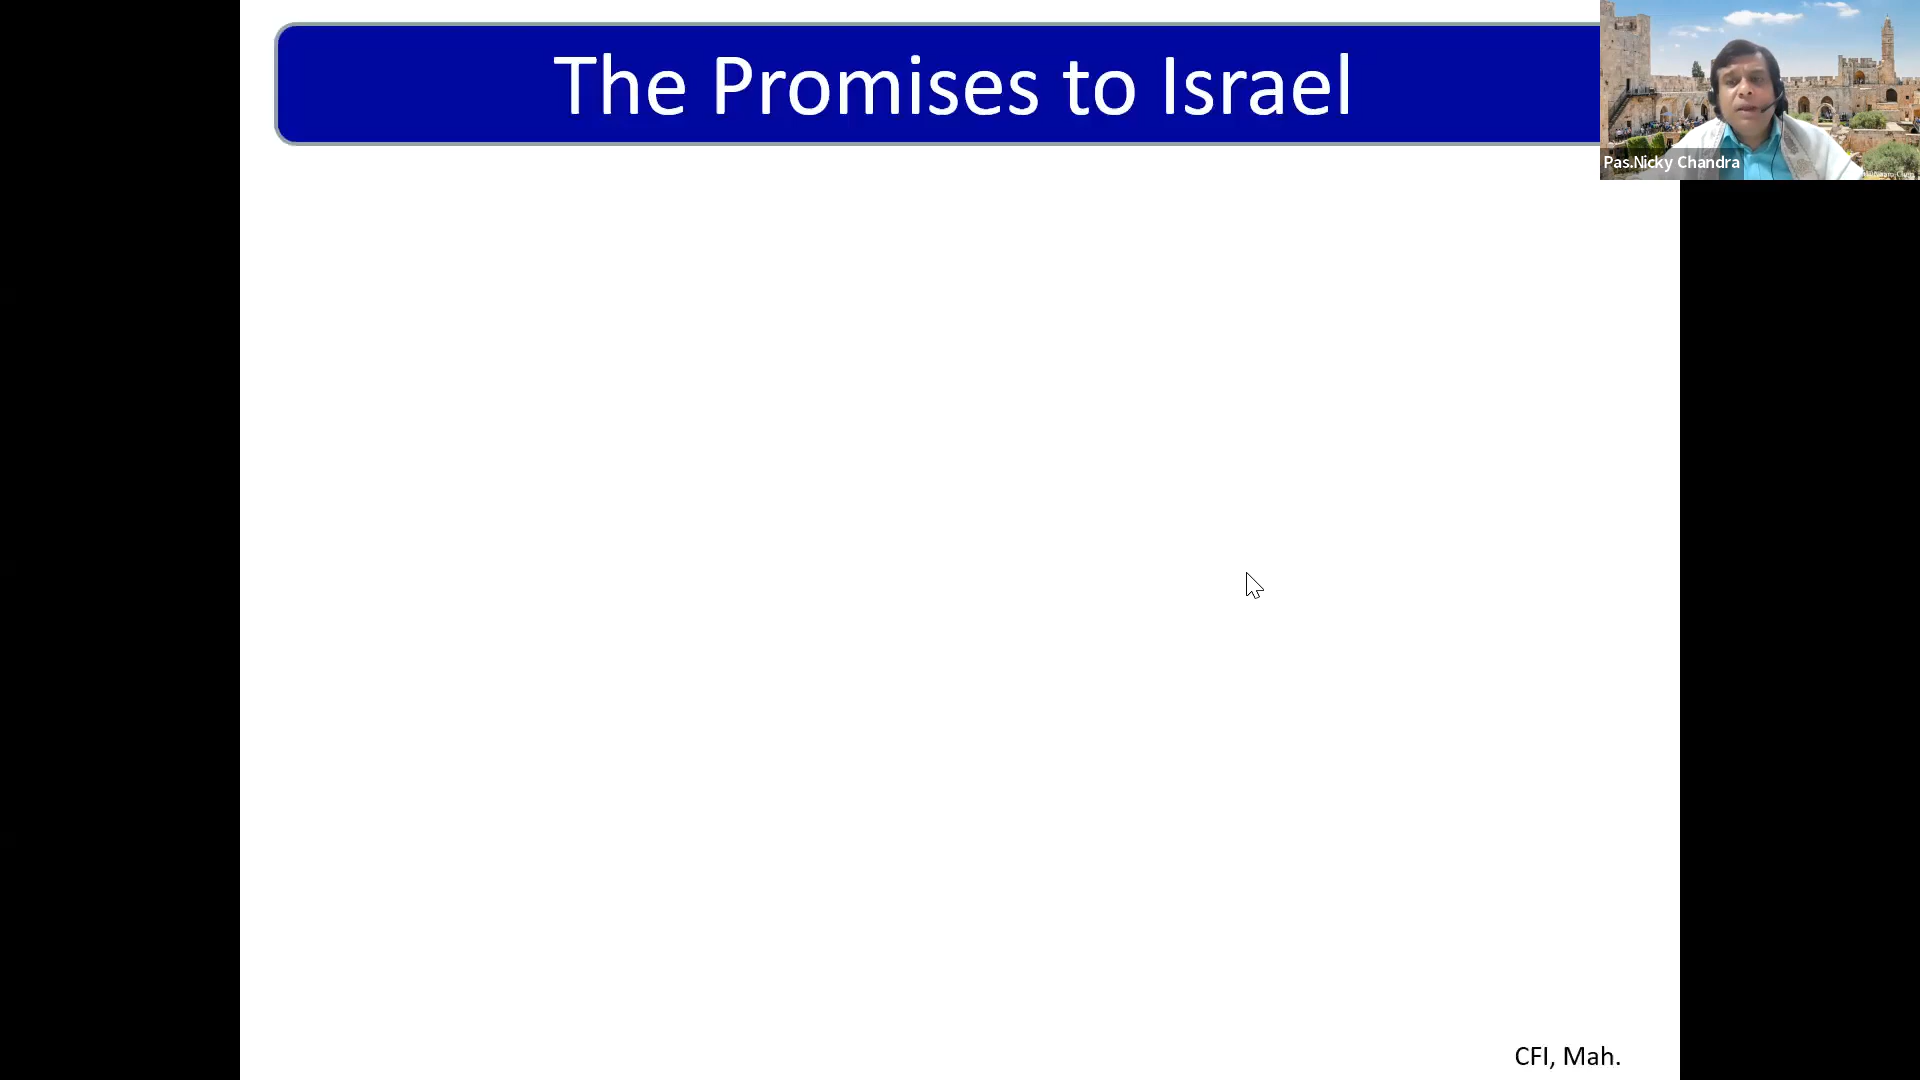 The Promises to Israel
Pas.Nicky Chandra
CFI, Mah.